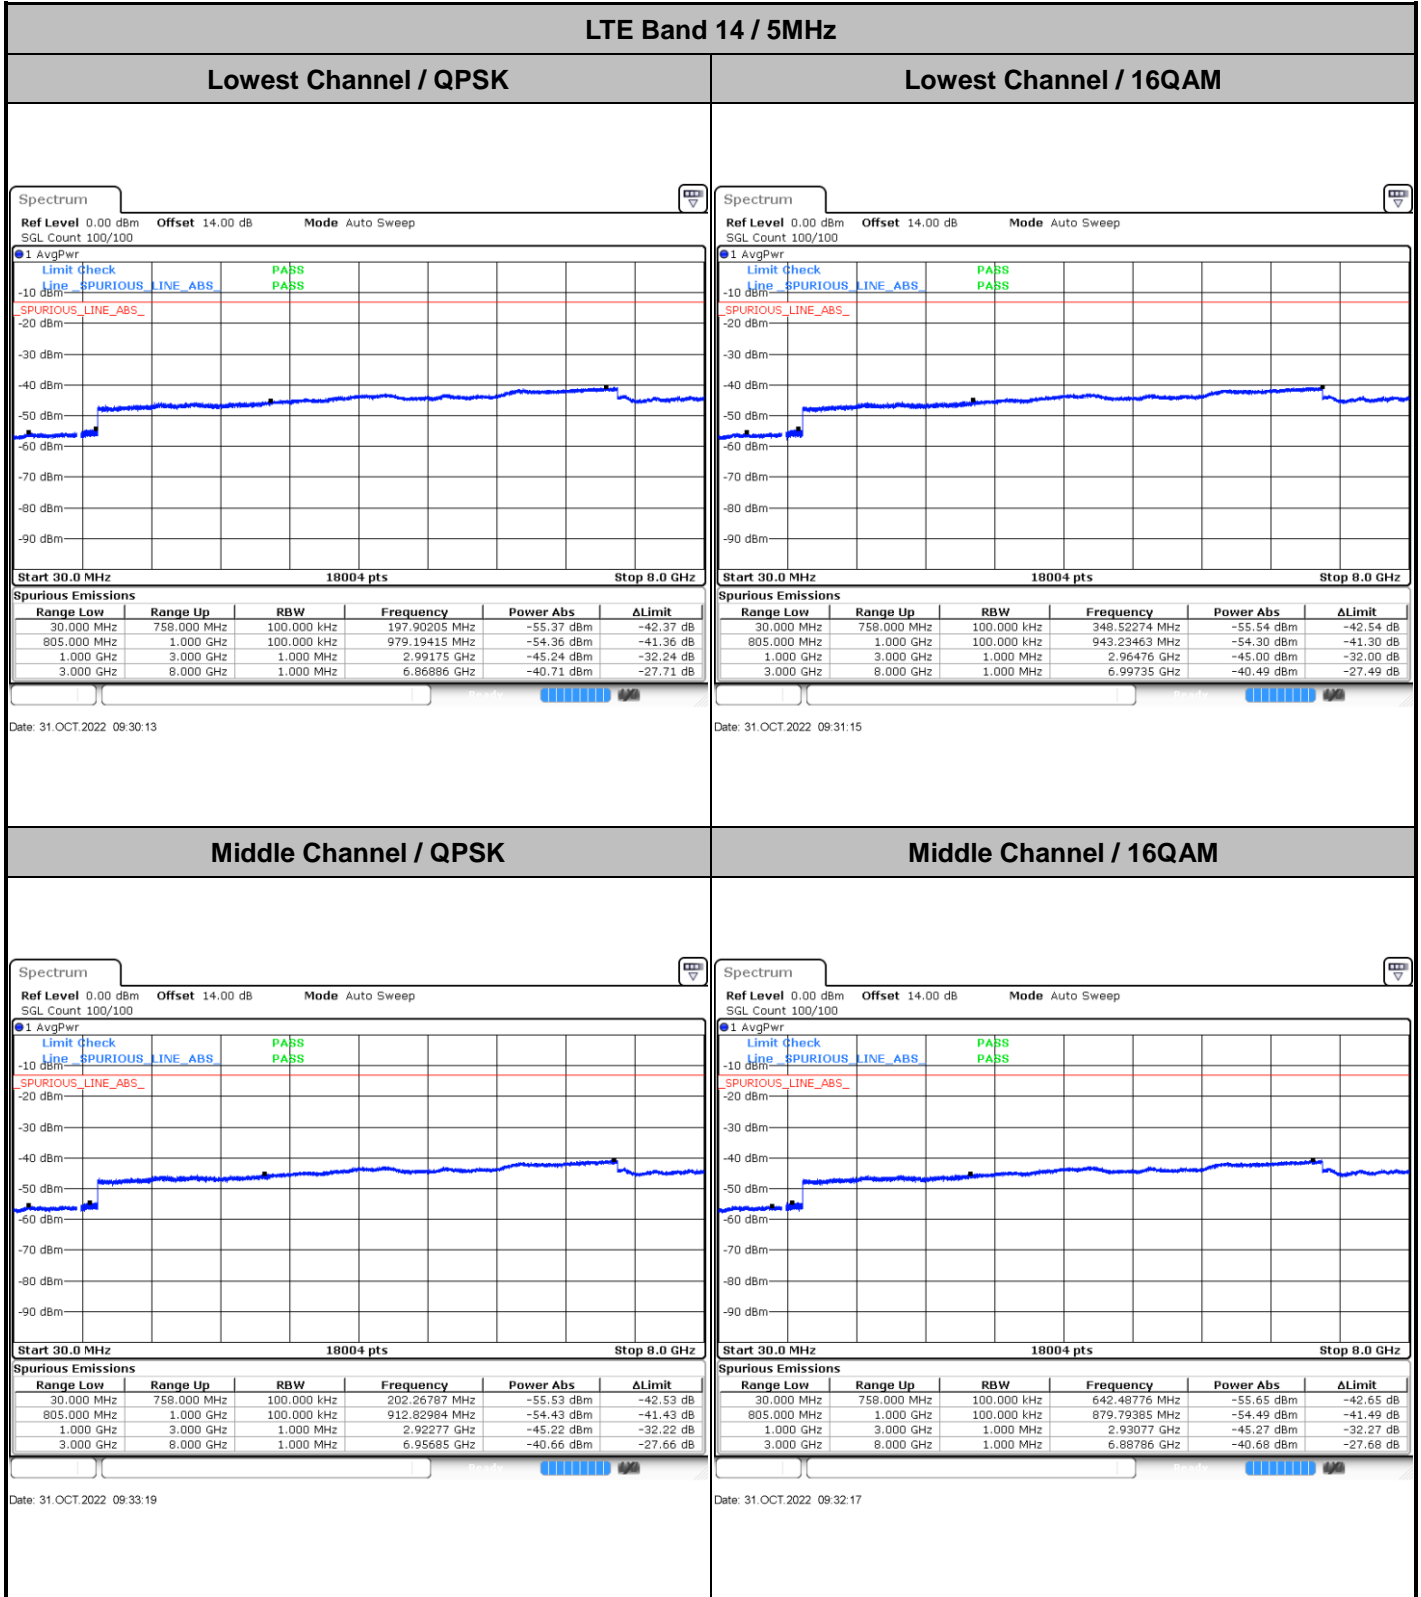 LTE Band 14 / 5MHz
Lowest Channel / QPSK
Lowest Channel / 16QAM
Spectrum
Ref Level 0.00 dBm Offset 14.00 dB Mode Auto Sweep
SGL Count 100/100
1 AvgPwr
Limit Check PASS
Line _SPURIOUS_LINE_ABS_ PASS
-10 dBm
_SPURIOUS_LINE_ABS_
-20 dBm
-30 dBm
-40 dBm
-50 dBm
-60 dBm
-70 dBm
-80 dBm
-90 dBm
Start 30.0 MHz 18004 pts Stop 8.0 GHz
Spurious Emissions
Range Low Range Up RBW Frequency Power Abs ΔLimit
30.000 MHz 758.000 MHz 100.000 kHz 197.90205 MHz -55.37 dBm -42.37 dB
805.000 MHz 1.000 GHz 100.000 kHz 979.19415 MHz -54.36 dBm -41.36 dB
1.000 GHz 3.000 GHz 1.000 MHz 2.99175 GHz -45.24 dBm -32.24 dB
3.000 GHz 8.000 GHz 1.000 MHz 6.86886 GHz -40.71 dBm -27.71 dB
Date: 31.OCT.2022 09:30:13
Spectrum
Ref Level 0.00 dBm Offset 14.00 dB Mode Auto Sweep
SGL Count 100/100
1 AvgPwr
Limit Check PASS
Line _SPURIOUS_LINE_ABS_ PASS
-10 dBm
_SPURIOUS_LINE_ABS_
-20 dBm
-30 dBm
-40 dBm
-50 dBm
-60 dBm
-70 dBm
-80 dBm
-90 dBm
Start 30.0 MHz 18004 pts Stop 8.0 GHz
Spurious Emissions
Range Low Range Up RBW Frequency Power Abs ΔLimit
30.000 MHz 758.000 MHz 100.000 kHz 348.52274 MHz -55.54 dBm -42.54 dB
805.000 MHz 1.000 GHz 100.000 kHz 943.23463 MHz -54.30 dBm -41.30 dB
1.000 GHz 3.000 GHz 1.000 MHz 2.96476 GHz -45.00 dBm -32.00 dB
3.000 GHz 8.000 GHz 1.000 MHz 6.99735 GHz -40.49 dBm -27.49 dB
Ready
Date: 31.OCT.2022 09:31:15
Middle Channel / QPSK
Middle Channel / 16QAM
Spectrum
Ref Level 0.00 dBm Offset 14.00 dB Mode Auto Sweep
SGL Count 100/100
1 AvgPwr
Limit Check PASS
Line _SPURIOUS_LINE_ABS_ PASS
-10 dBm
_SPURIOUS_LINE_ABS_
-20 dBm
-30 dBm
-40 dBm
-50 dBm
-60 dBm
-70 dBm
-80 dBm
-90 dBm
Start 30.0 MHz 18004 pts Stop 8.0 GHz
Spurious Emissions
Range Low Range Up RBW Frequency Power Abs ΔLimit
30.000 MHz 758.000 MHz 100.000 kHz 202.26787 MHz -55.53 dBm -42.53 dB
805.000 MHz 1.000 GHz 100.000 kHz 912.82984 MHz -54.43 dBm -41.43 dB
1.000 GHz 3.000 GHz 1.000 MHz 2.92277 GHz -45.22 dBm -32.22 dB
3.000 GHz 8.000 GHz 1.000 MHz 6.95685 GHz -40.66 dBm -27.66 dB
Date: 31.OCT.2022 09:33:19
Spectrum
Ref Level 0.00 dBm Offset 14.00 dB Mode Auto Sweep
SGL Count 100/100
1 AvgPwr
Limit Check PASS
Line _SPURIOUS_LINE_ABS_ PASS
-10 dBm
_SPURIOUS_LINE_ABS_
-20 dBm
-30 dBm
-40 dBm
-50 dBm
-60 dBm
-70 dBm
-80 dBm
-90 dBm
Start 30.0 MHz 18004 pts Stop 8.0 GHz
Spurious Emissions
Range Low Range Up RBW Frequency Power Abs ΔLimit
30.000 MHz 758.000 MHz 100.000 kHz 642.48776 MHz -55.65 dBm -42.65 dB
805.000 MHz 1.000 GHz 100.000 kHz 879.79385 MHz -54.49 dBm -41.49 dB
1.000 GHz 3.000 GHz 1.000 MHz 2.93077 GHz -45.27 dBm -32.27 dB
3.000 GHz 8.000 GHz 1.000 MHz 6.88786 GHz -40.68 dBm -27.68 dB
Date: 31.OCT.2022 09:32:17